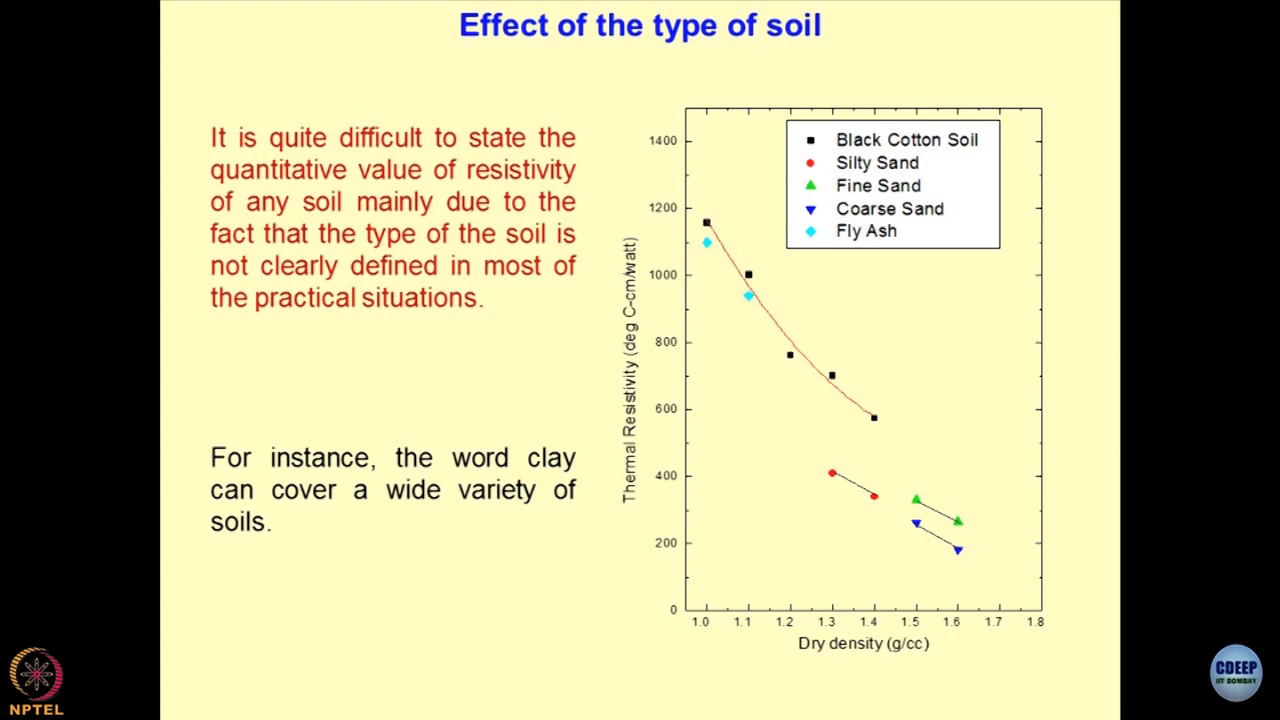 Effect of the type of soil
It is quite difficult to state the
quantitative value of resistivity
of any soil mainly due to the
fact that the type of the soil is
not clearly defined in most of
the practical situations.
For instance, the word clay
can cover a wide variety of
soils.
Black Cotton Soil
Silty Sand
Fine Sand
Coarse Sand
Fly Ash
1400
1200
1000
800
600
400
200
0
Thermal Resistivity (deg C-cm/watt)
1.0 1.1 1.2 1.3 1.4 1.5 1.6 1.7 1.8
Dry density (g/cc)
NPTEL
CDEEP
IIT BOMBAY